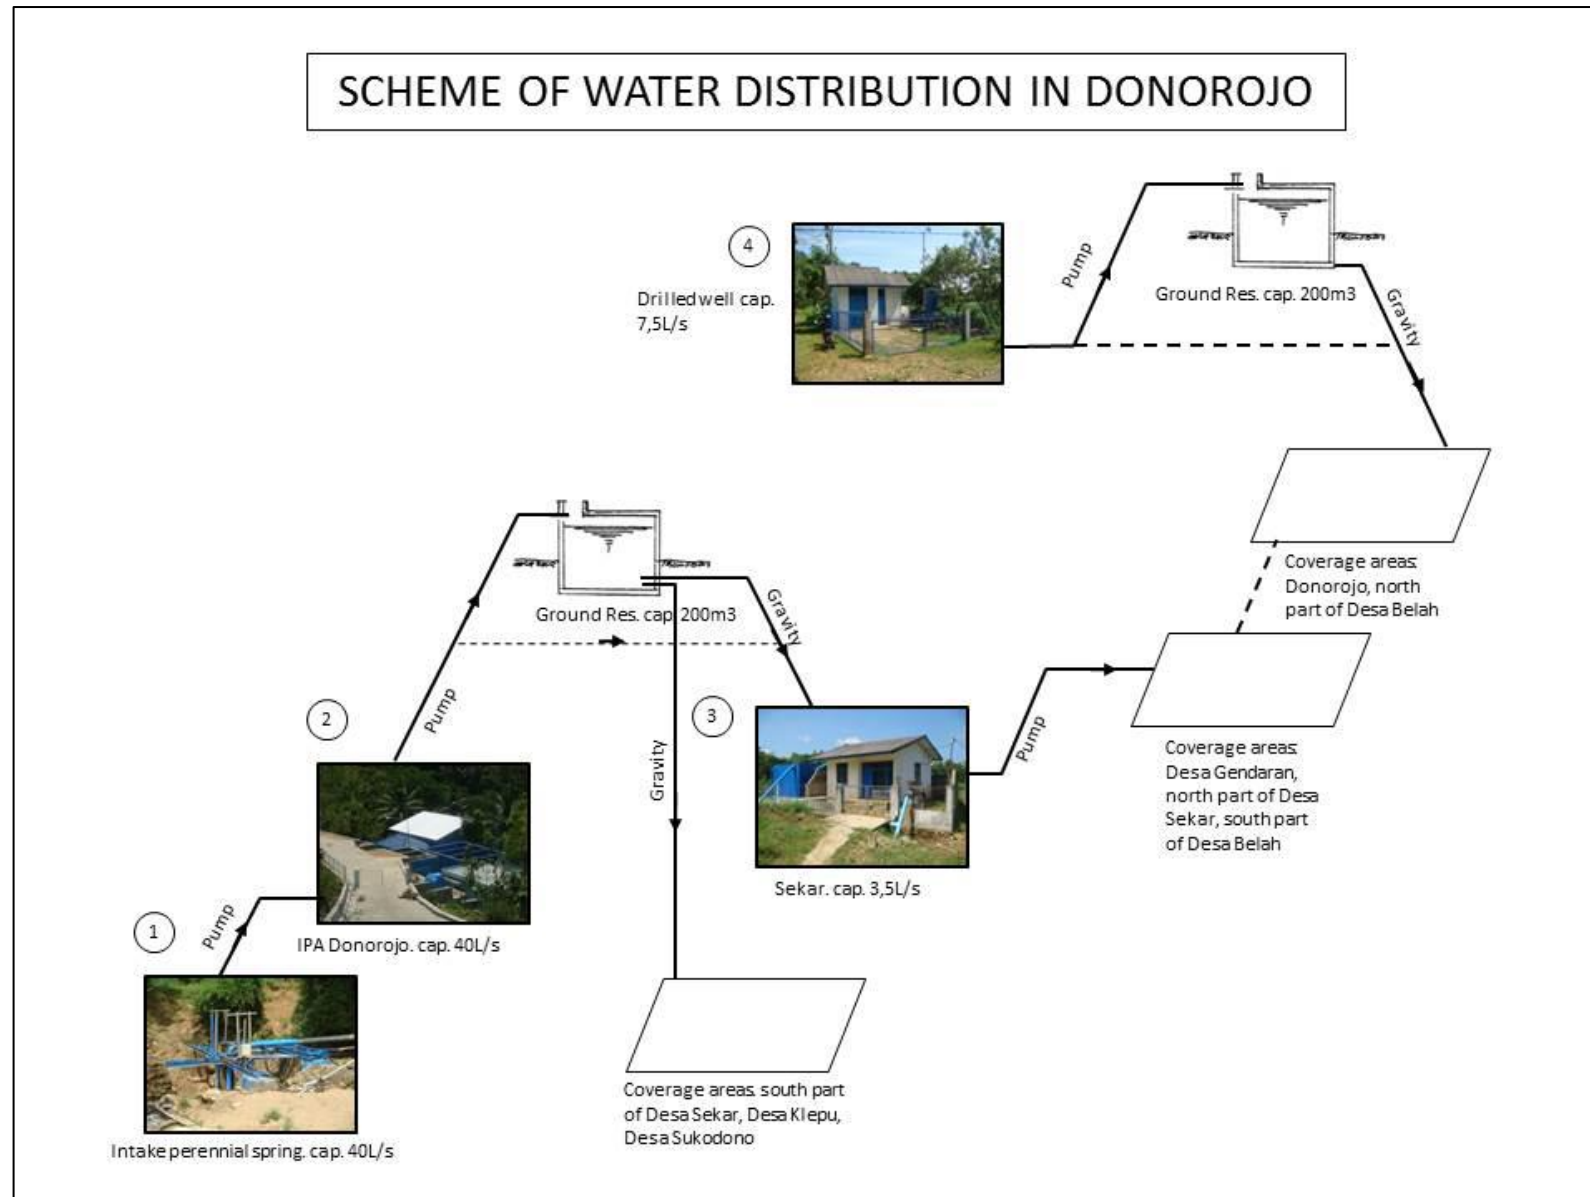 SCHEME OF WATER DISTRIBUTION IN DONOROJO
4
Drilled well cap.
7,5L/s
Pump
Ground Res. cap. 200m3
Gravity
Coverage areas:
Donorojo, north
part of Desa Belah
Ground Res. cap. 200m3
Gravity
Pump
2
3
Gravity
Pump
Coverage areas:
Desa Gendaran,
north part of Desa
Sekar, south part
of Desa Belah
Sekar. cap. 3,5L/s
1
Pump
IPA Donorojo. cap. 40L/s
Coverage areas. south part
of Desa Sekar, Desa Klepu,
Desa Sukodono
Intake perennial spring. cap. 40L/s